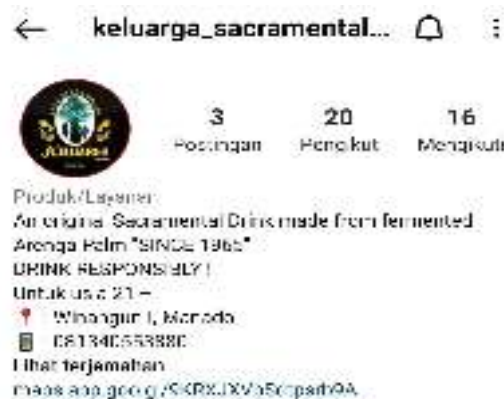 keluarga_sacramental...
3 20 16
Postingan Pengikut Mengikuti
Produk/Layanan
An original Sacramental Drink made from fermented
Arenga Palm "SINCE 1965"
DRINK RESPONSIBLY !
Untuk usia 21 +
Winangun I, Manado
Lihat terjemahan